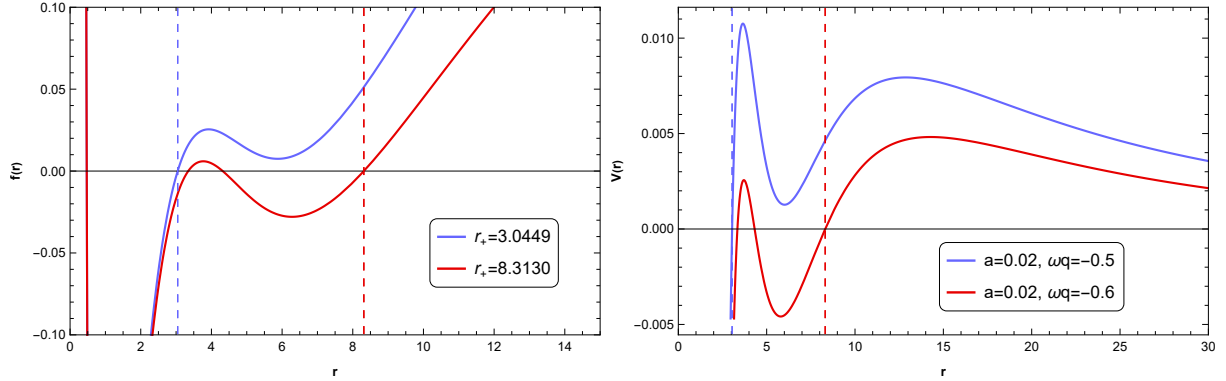 0.10
0.05
0.00
−0.05
−0.10
f(r)
0 2 4 6 8 10 12 14
r
r₊=3.0449
r₊=8.3130
0.010
0.005
0.000
−0.005
V(r)
0 5 10 15 20 25 30
r
a=0.02, ωq=−0.5
a=0.02, ωq=−0.6